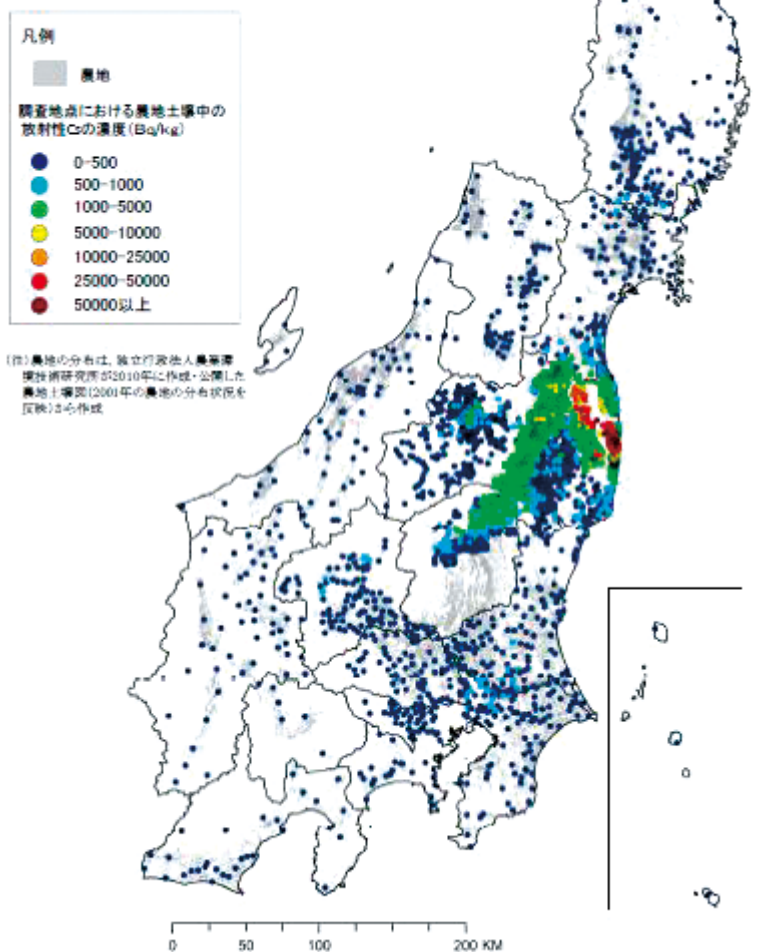 凡例
農地
調査地点における農地土壌中の
放射性Csの濃度(Bq/kg)
0-500
500-1000
1000-5000
5000-10000
10000-25000
25000-50000
50000以上
(注)農地の分布は、独立行政法人農業環
境技術研究所が2010年に作成・公開した
農地土壌図(2001年の農地の分布状況を
反映)から作成
0 50 100 200 KM